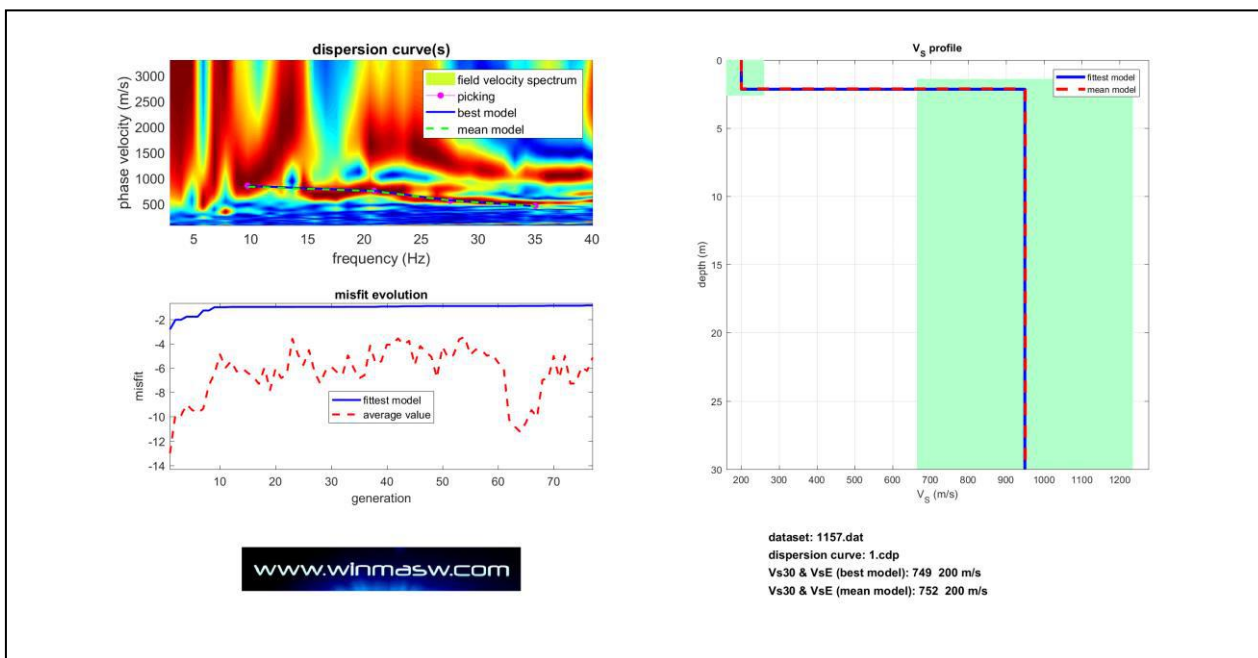 dispersion curve(s)
3000
2500
2000
1500
1000
500
phase velocity (m/s)
field velocity spectrum
picking
best model
mean model
5 10 15 20 25 30 35 40
frequency (Hz)
misfit evolution
-2
-4
-6
-8
-10
-12
-14
misfit
fittest model
average value
10 20 30 40 50 60 70
generation
www.winmasw.com
VS profile
0
5
10
15
20
25
30
depth (m)
fittest model
mean model
200 300 400 500 600 700 800 900 1000 1100 1200
VS (m/s)
dataset: 1157.dat
dispersion curve: 1.cdp
Vs30 & VsE (best model): 749 200 m/s
Vs30 & VsE (mean model): 752 200 m/s